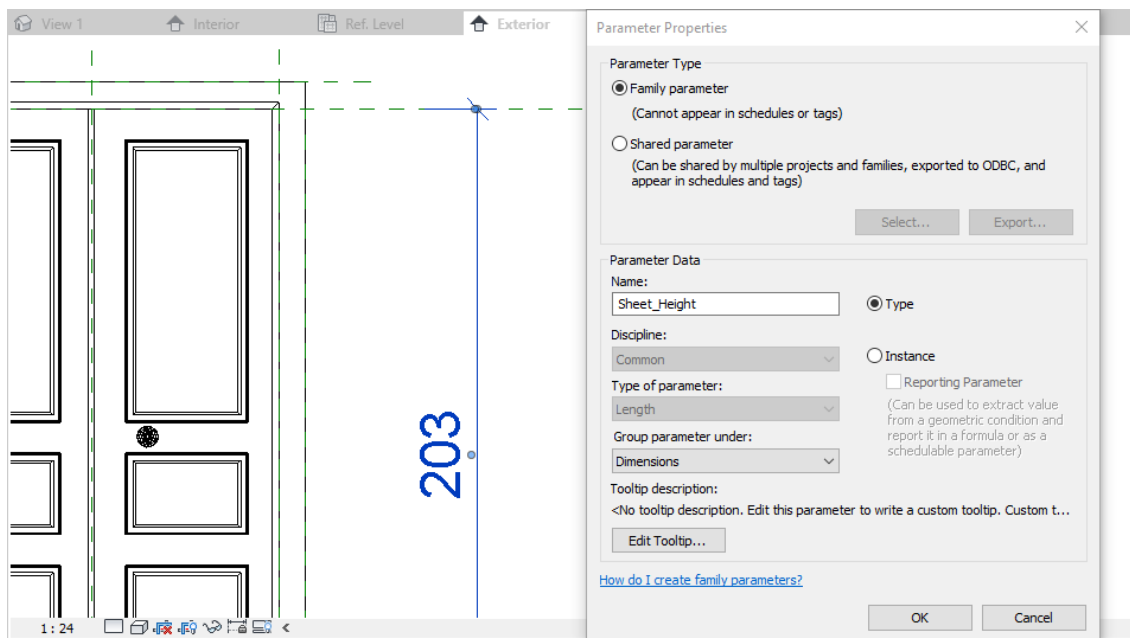 View 1
Interior
Ref. Level
Exterior
203
1 : 24
Parameter Properties
Parameter Type
Family parameter
(Cannot appear in schedules or tags)
Shared parameter
(Can be shared by multiple projects and families, exported to ODBC, and
appear in schedules and tags)
Select...
Export...
Parameter Data
Name:
Sheet_Height
Type
Discipline:
Common
Instance
Reporting Parameter
Type of parameter:
(Can be used to extract value
from a geometric condition and
report it in a formula or as a
schedulable parameter)
Length
Group parameter under:
Dimensions
Tooltip description:
<No tooltip description. Edit this parameter to write a custom tooltip. Custom t...
Edit Tooltip...
How do I create family parameters?
OK
Cancel